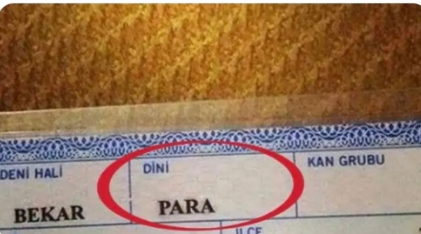 DENİ HALİ DİNİ KAN GRUBU
BEKAR PARA
İLÇE